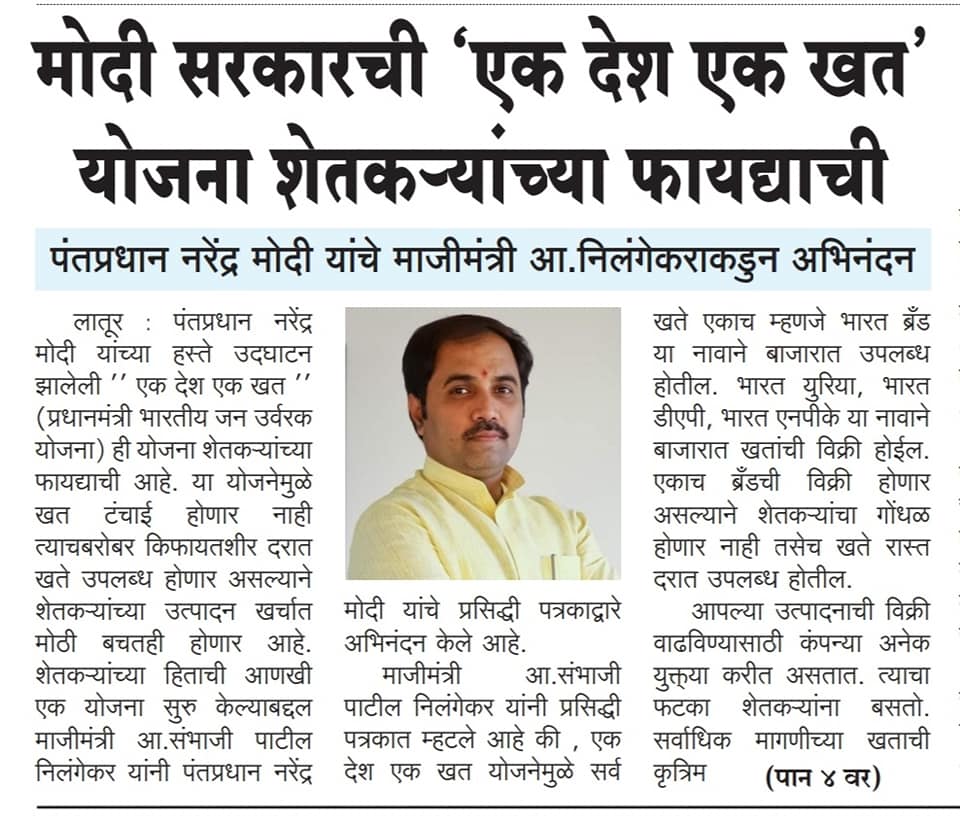 मोदी सरकारची ‘एक देश एक खत’
योजना शेतकऱ्यांच्या फायद्याची
पंतप्रधान नरेंद्र मोदी यांचे माजीमंत्री आ.निलंगेकराकडुन अभिनंदन
लातूर : पंतप्रधान नरेंद्र
मोदी यांच्या हस्ते उदघाटन
झालेली ’’ एक देश एक खत ’’
(प्रधानमंत्री भारतीय जन उर्वरक
योजना) ही योजना शेतकऱ्यांच्या
फायद्याची आहे. या योजनेमुळे
खत टंचाई होणार नाही
त्याचबरोबर किफायतशीर दरात
खते उपलब्ध होणार असल्याने
शेतकऱ्यांच्या उत्पादन खर्चात
मोठी बचतही होणार आहे.
शेतकऱ्यांच्या हिताची आणखी
एक योजना सुरु केल्याबद्दल
माजीमंत्री आ.संभाजी पाटील
निलंगेकर यांनी पंतप्रधान नरेंद्र
मोदी यांचे प्रसिद्धी पत्रकाद्वारे
अभिनंदन केले आहे.
माजीमंत्री आ.संभाजी
पाटील निलंगेकर यांनी प्रसिद्धी
पत्रकात म्हटले आहे की , एक
देश एक खत योजनेमुळे सर्व
खते एकाच म्हणजे भारत ब्रँड
या नावाने बाजारात उपलब्ध
होतील. भारत युरिया, भारत
डीएपी, भारत एनपीके या नावाने
बाजारात खतांची विक्री होईल.
एकाच ब्रँडची विक्री होणार
असल्याने शेतकऱ्यांचा गोंधळ
होणार नाही तसेच खते रास्त
दरात उपलब्ध होतील.
आपल्या उत्पादनाची विक्री
वाढविण्यासाठी कंपन्या अनेक
युक्त्या करीत असतात. त्याचा
फटका शेतकऱ्यांना बसतो.
सर्वाधिक मागणीच्या खताची
कृत्रिम (पान ४ वर)